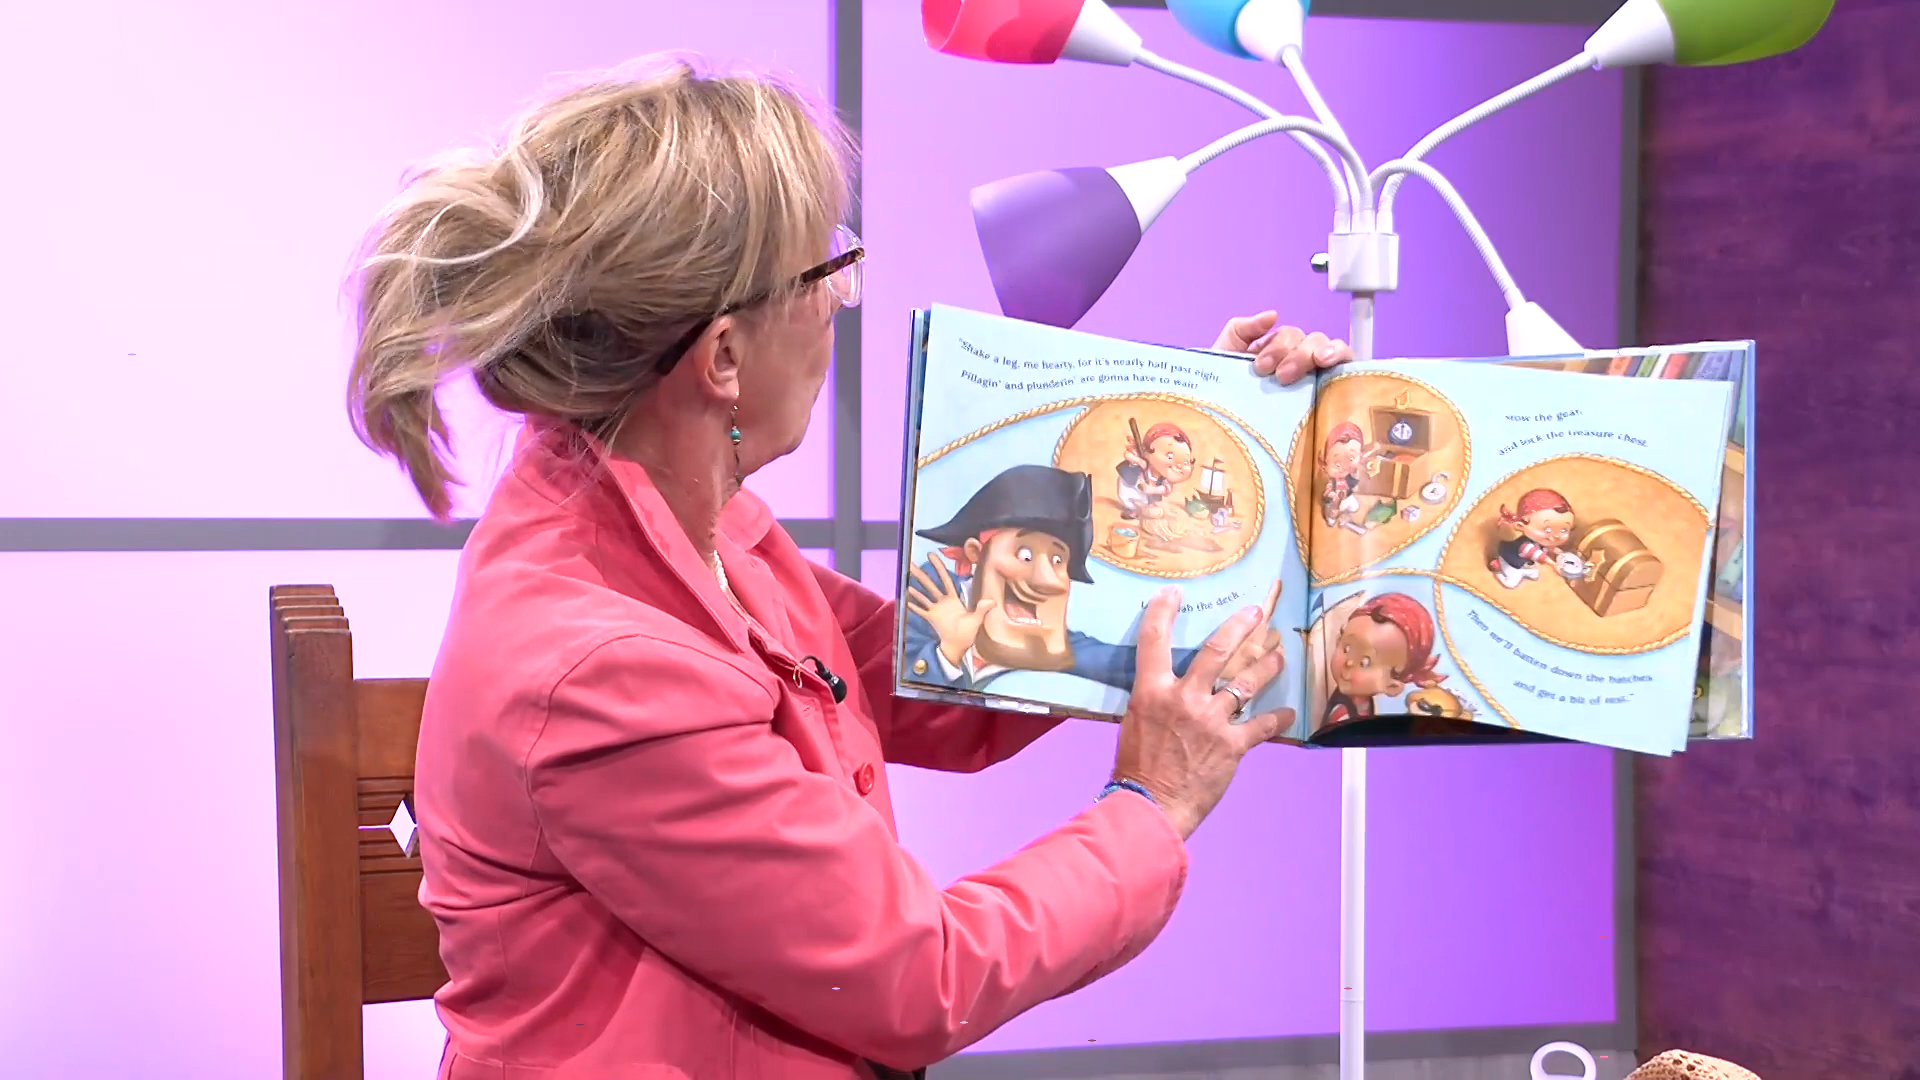 "Shake a leg, me hearty, for it's nearly half past eight.
Pillagin' and plunderin' are gonna have to wait!
the deck...
Stow the gear,
and lock the treasure chest.
Then we'll batten down the hatches
and get a bit of rest."